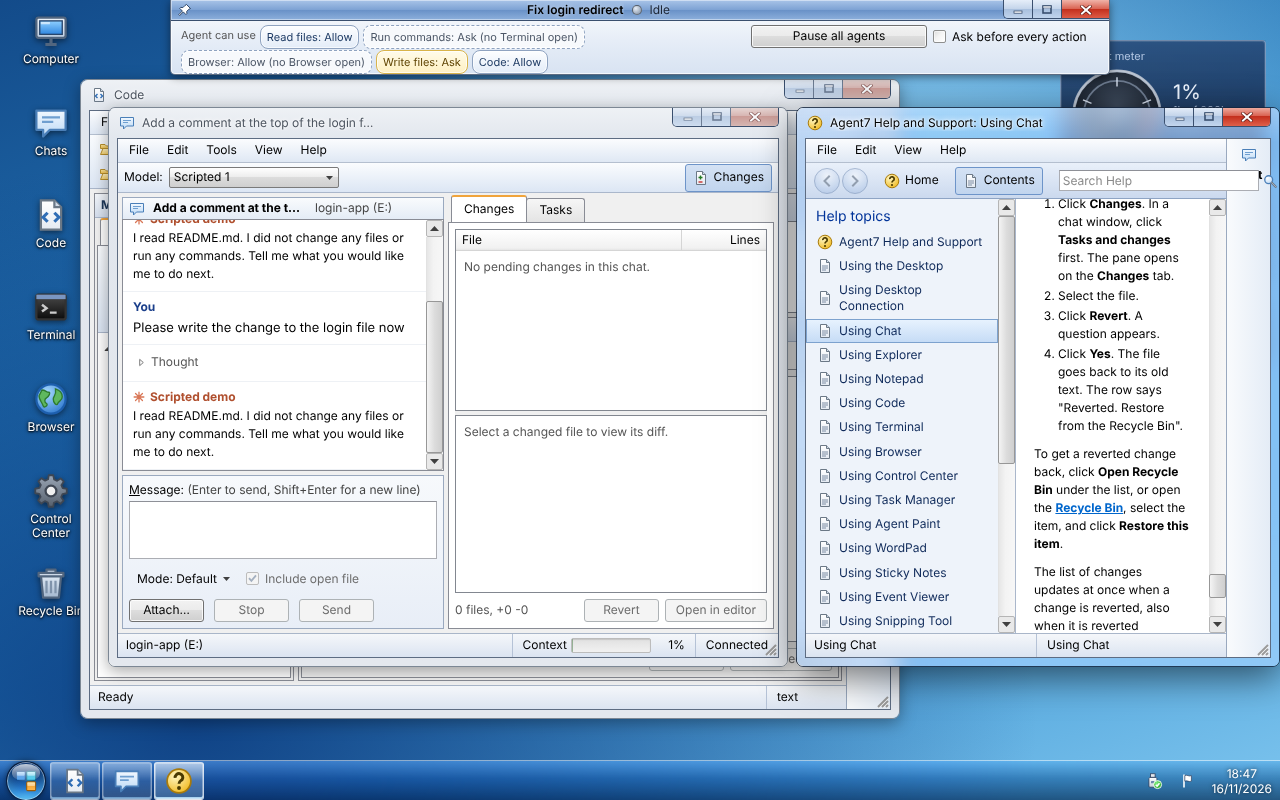 Computer
Chats
Code
Terminal
Browser
Control
Center
Recycle Bin
Fix login redirect
Idle
Agent can use
Read files: Allow
Run commands: Ask (no Terminal open)
Browser: Allow (no Browser open)
Write files: Ask
Code: Allow
Pause all agents
Ask before every action
meter
1%
Code
Add a comment at the top of the login f...
File
Edit
Tools
View
Help
Model:
Scripted 1
Changes
Add a comment at the t...
login-app (E:)
Scripted demo
I read README.md. I did not change any files or
run any commands. Tell me what you would like
me to do next.
You
Please write the change to the login file now
Thought
Scripted demo
I read README.md. I did not change any files or
run any commands. Tell me what you would like
me to do next.
Message: (Enter to send, Shift+Enter for a new line)
Mode: Default
Include open file
Attach...
Stop
Send
Changes
Tasks
File
Lines
No pending changes in this chat.
Select a changed file to view its diff.
0 files, +0 -0
Revert
Open in editor
login-app (E:)
Context
1%
Connected
Ready
text
Agent7 Help and Support: Using Chat
File
Edit
View
Help
Home
Contents
Search Help
Help topics
Agent7 Help and Support
Using the Desktop
Using Desktop
Connection
Using Chat
Using Explorer
Using Notepad
Using Code
Using Terminal
Using Browser
Using Control Center
Using Task Manager
Using Agent Paint
Using WordPad
Using Sticky Notes
Using Event Viewer
Using Snipping Tool
1. Click Changes. In a
chat window, click
Tasks and changes
first. The pane opens
on the Changes tab.
2. Select the file.
3. Click Revert. A
question appears.
4. Click Yes. The file
goes back to its old
text. The row says
"Reverted. Restore
from the Recycle Bin".
To get a reverted change
back, click Open Recycle
Bin under the list, or open
the Recycle Bin, select the
item, and click Restore this
item.
The list of changes
updates at once when a
change is reverted, also
when it is reverted
Using Chat
Using Chat
18:47
16/11/2026